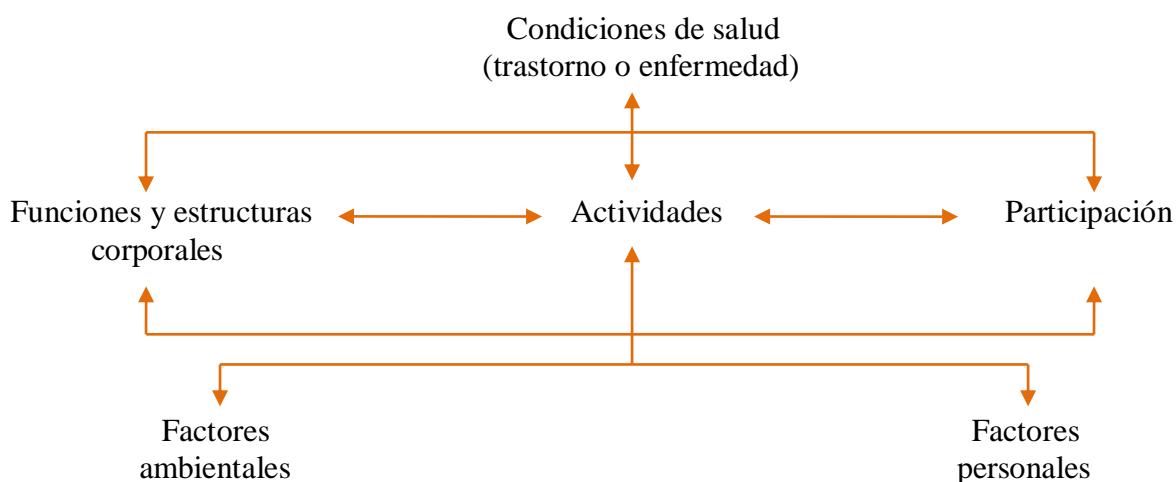 Condiciones de salud
(trastorno o enfermedad)
Funciones y estructuras
corporales
Actividades
Participación
Factores
ambientales
Factores
personales